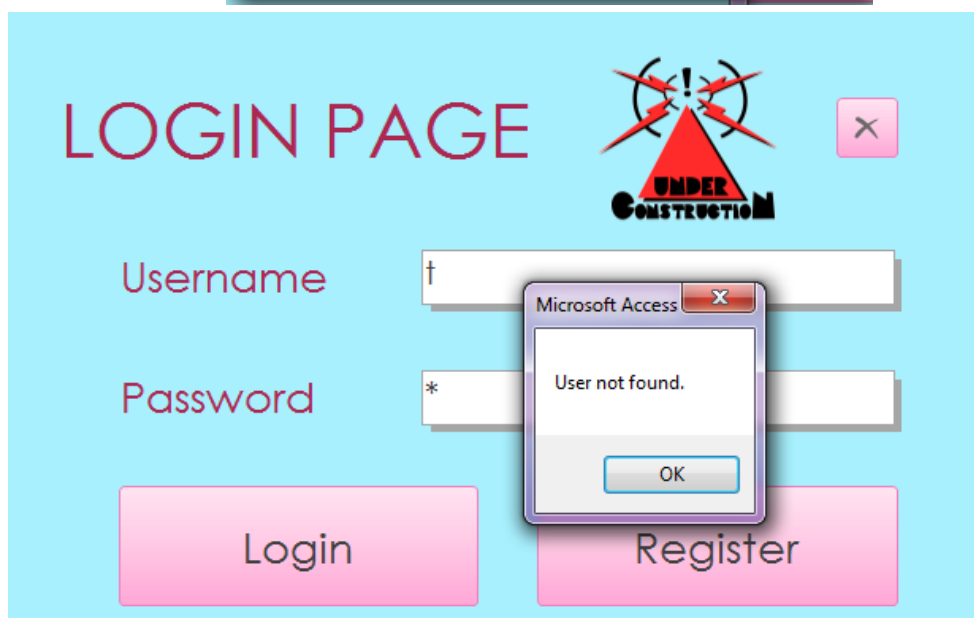 LOGIN PAGE
!
UNDER
CONSTRUCTION
Username
t
Microsoft Access
User not found.
Password
*
OK
Login
Register